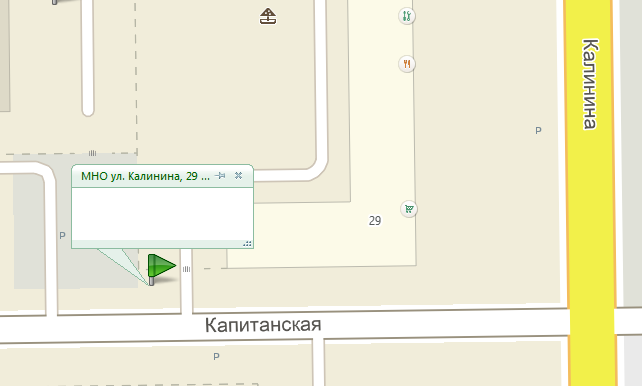 Калинина
P
МНО ул. Калинина, 29 ...
29
P
Капитанская
P